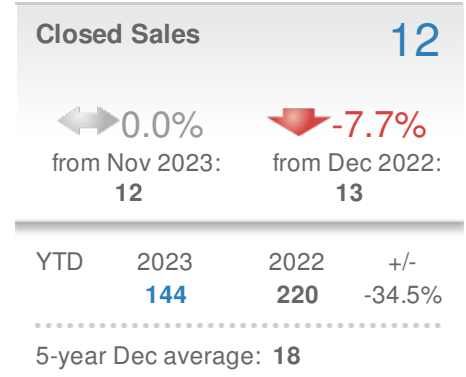 Closed Sales 12
0.0% -7.7%
from Nov 2023: from Dec 2022:
12 13
YTD 2023 2022 +/-
144 220 -34.5%
5-year Dec average: 18